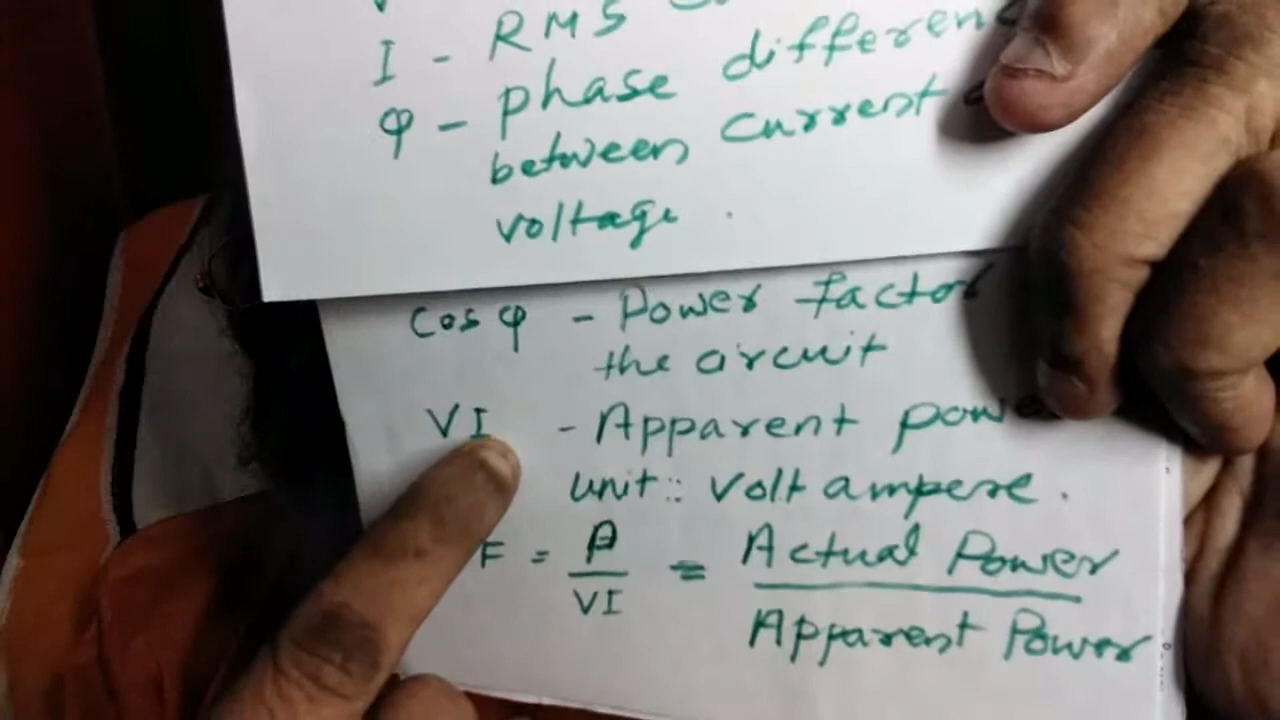 I - RMS
φ - phase differen
between current
voltage.
Cos φ - Power factor
the circuit
VI - Apparent pow
unit:: volt ampere.
F = P/VI = Actual Power/Apparent Power